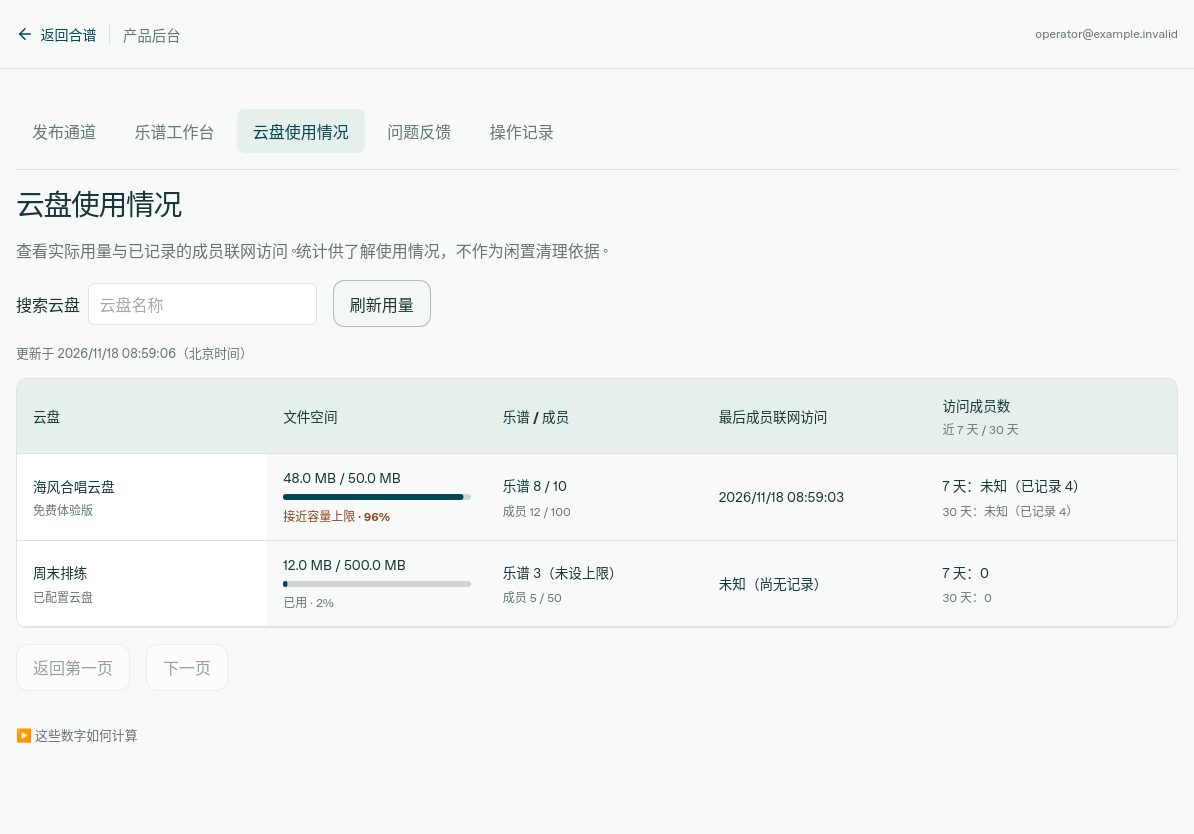 返回合谱 产品后台 operator@example.invalid
发布通道 乐谱工作台 云盘使用情况 问题反馈 操作记录
云盘使用情况
查看实际用量与已记录的成员联网访问。统计供了解使用情况，不作为闲置清理依据。
搜索云盘 云盘名称 刷新用量
更新于 2026/11/18 08:59:06（北京时间）
云盘 文件空间 乐谱 / 成员 最后成员联网访问 访问成员数
近 7 天 / 30 天
海风合唱云盘 48.0 MB / 50.0 MB 乐谱 8 / 10 2026/11/18 08:59:03 7 天：未知（已记录 4）
免费体验版 接近容量上限 · 96% 成员 12 / 100 30 天：未知（已记录 4）
周末排练 12.0 MB / 500.0 MB 乐谱 3（未设上限） 未知（尚无记录） 7 天：0
已配置云盘 已用 · 2% 成员 5 / 50 30 天：0
返回第一页 下一页
这些数字如何计算